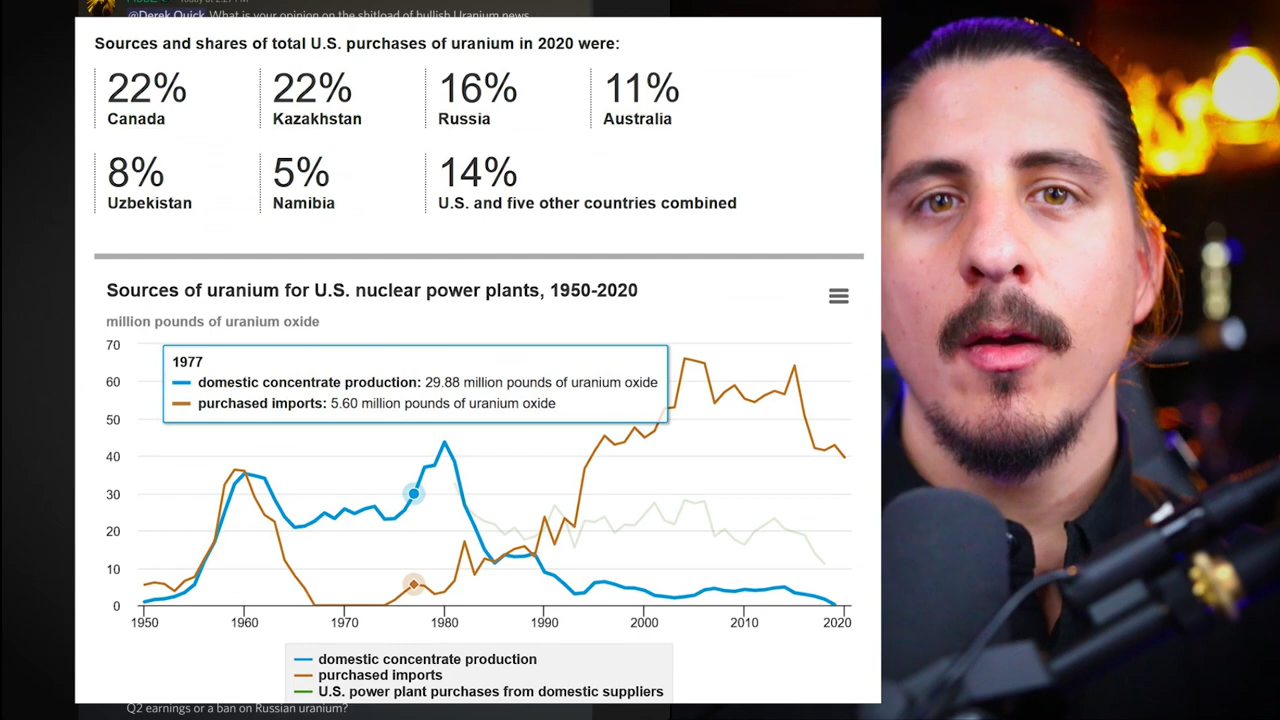 @Derek Quick What is your opinion on the shitload of bullish Uranium news
Sources and shares of total U.S. purchases of uranium in 2020 were:
22% 22% 16% 11%
Canada Kazakhstan Russia Australia
8% 5% 14%
Uzbekistan Namibia U.S. and five other countries combined
Sources of uranium for U.S. nuclear power plants, 1950-2020
million pounds of uranium oxide
70
1977
domestic concentrate production: 29.88 million pounds of uranium oxide
60
purchased imports: 5.60 million pounds of uranium oxide
50
40
30
20
10
0
1950 1960 1970 1980 1990 2000 2010 2020
domestic concentrate production
purchased imports
U.S. power plant purchases from domestic suppliers
Q2 earnings or a ban on Russian uranium?